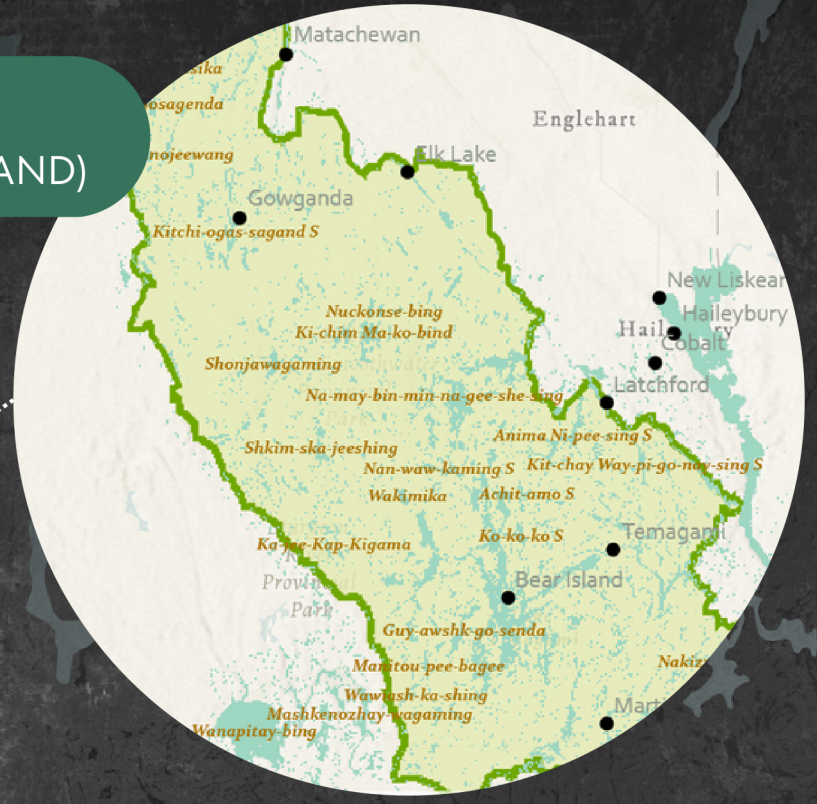 Matachewan
sika
osagenda
Englehart
nojeewang
Elk Lake
AND)
Gowganda
Kitchi-ogas-sagand S
New Liskear
Nuckonse-bing
Haileybury
Ki-chim Ma-ko-bind
Cobalt
Shonjawagaming
Latchford
Na-may-bin-min-na-gee-she-sing
Anima Ni-pee-sing S
Shkim-ska-jeeshing
Nan-waw-kaming S
Kit-chay Way-pi-go-nay-sing S
Wakimika
Achit-amo S
Temagami
Ko-ko-ko S
Ka-jee-Kap-Kigama
Bear Island
Provincial
Park
Guy-awshk-go-senda
Manitou-pee-bagee
Nakiz
Wawiash-ka-shing
Mart
Mashkenozhay-wagaming
Wanapitay-bing